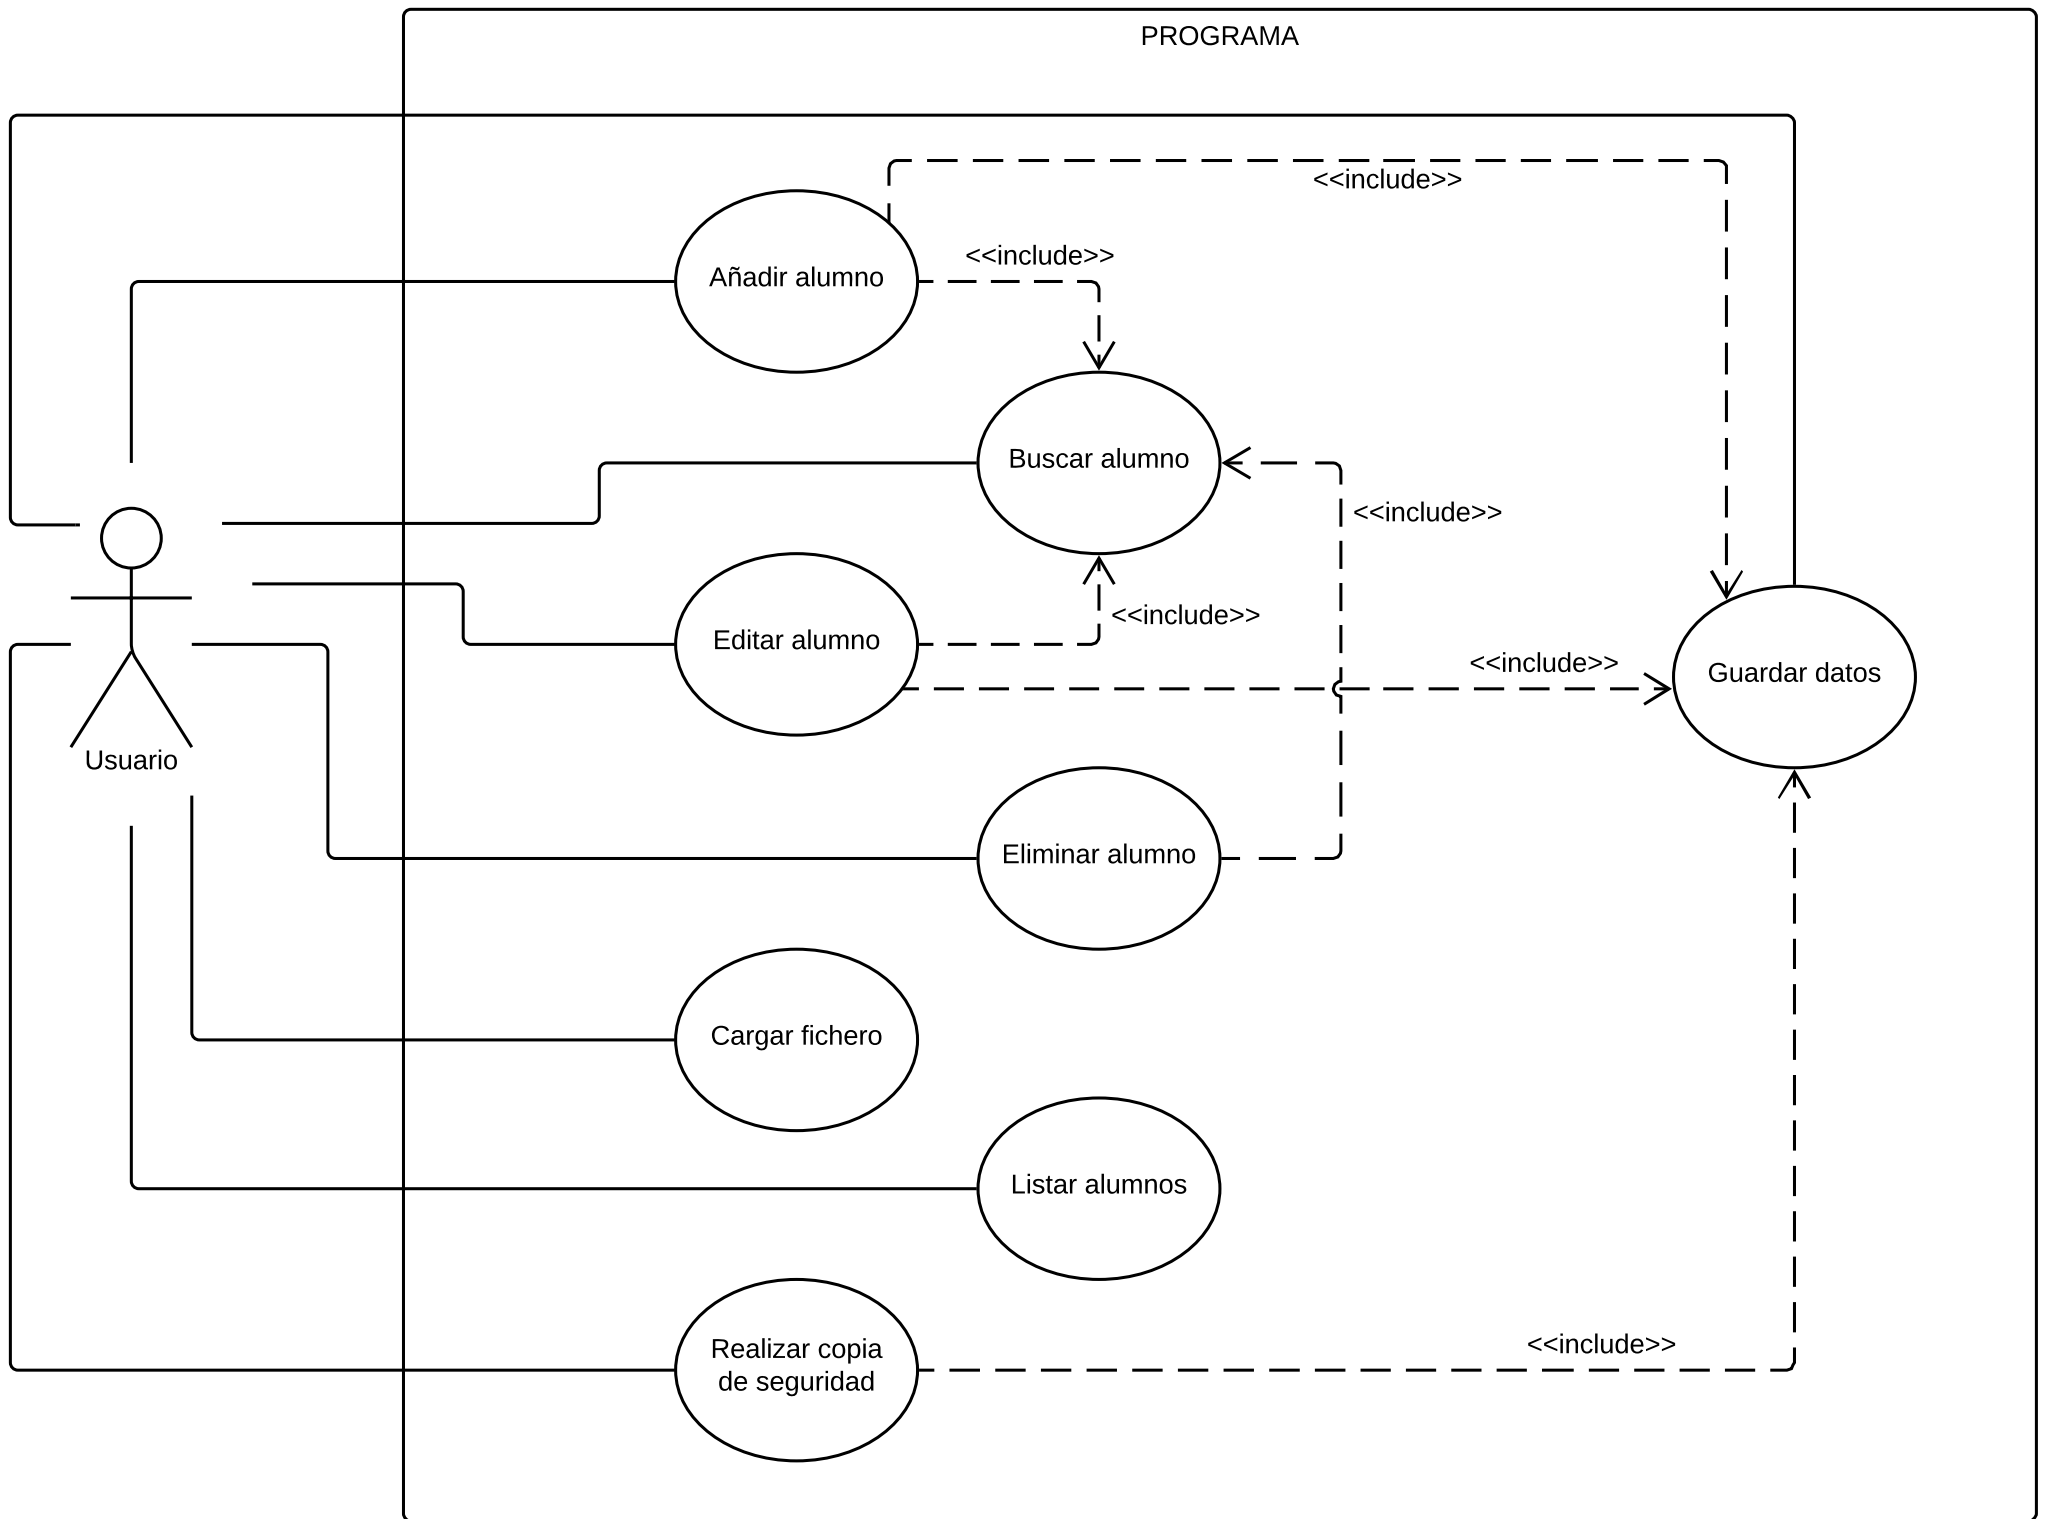 PROGRAMA
<<include>>
<<include>>
Añadir alumno
Buscar alumno
<<include>>
<<include>>
Editar alumno
<<include>>
Guardar datos
Usuario
Eliminar alumno
Cargar fichero
Listar alumnos
<<include>>
Realizar copia
de seguridad